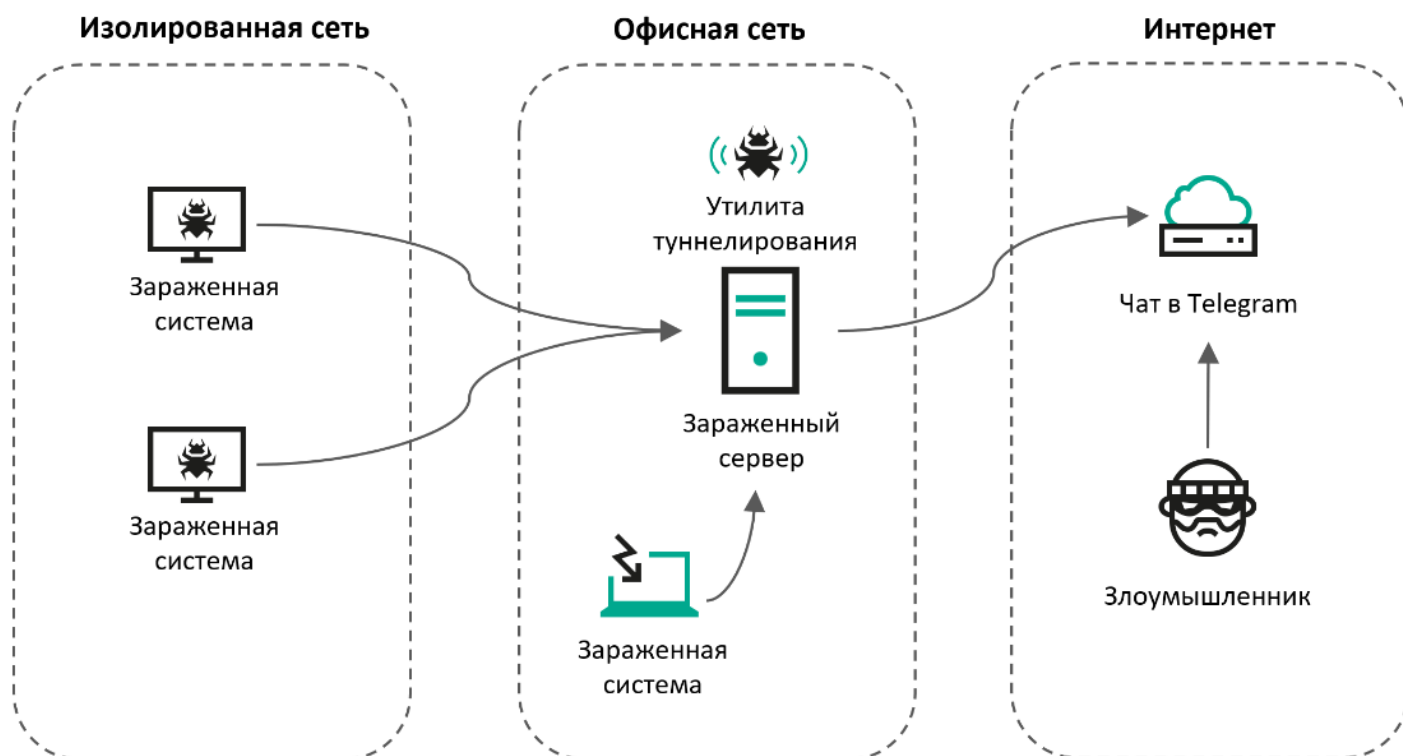 Изолированная сеть
Офисная сеть
Интернет
Зараженная
система
Зараженная
система
Утилита
туннелирования
Зараженный
сервер
Зараженная
система
Чат в Telegram
Злоумышленник